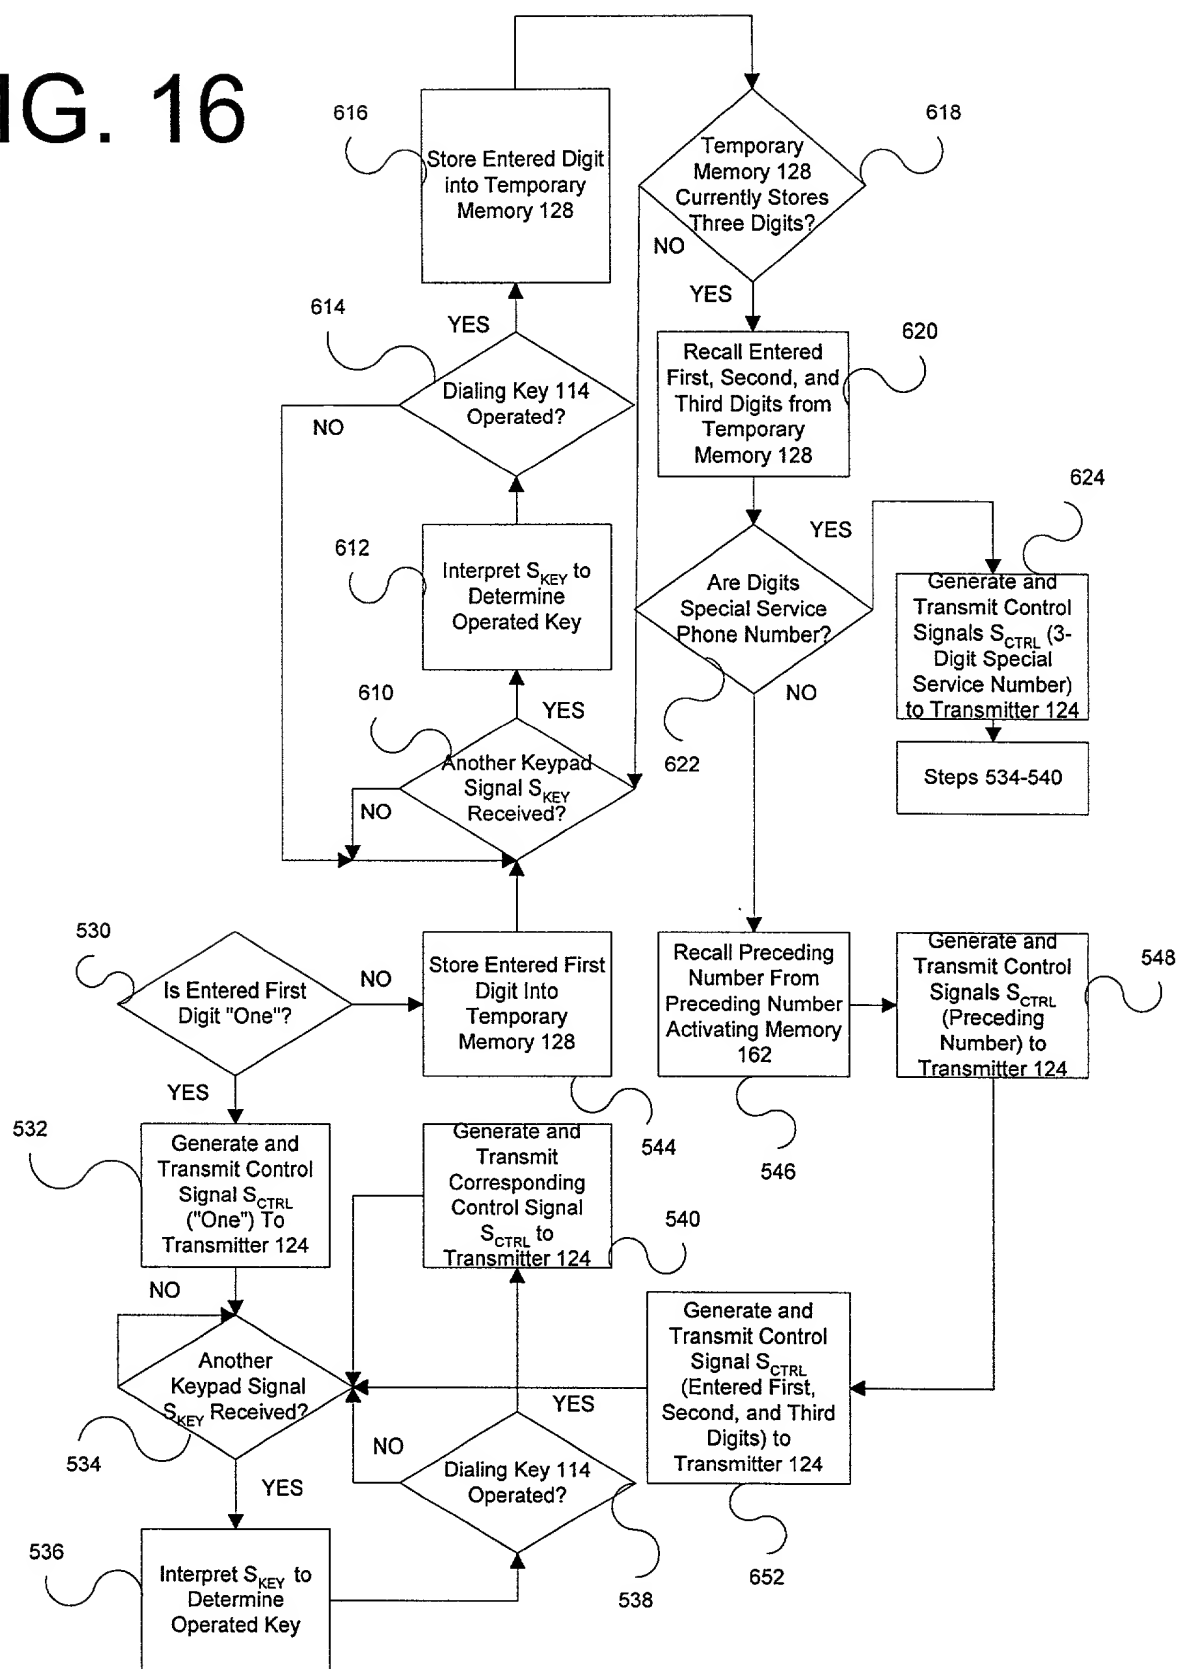 IG. 16
616
Store Entered Digit
into Temporary
Memory 128
618
Temporary
Memory 128
Currently Stores
Three Digits?
NO
YES
614
YES
Dialing Key 114
Operated?
NO
620
Recall Entered
First, Second, and
Third Digits from
Temporary
Memory 128
624
YES
612
Interpret SKEY to
Determine
Operated Key
Are Digits
Special Service
Phone Number?
NO
622
Generate and
Transmit Control
Signals SCTRL (3-
Digit Special
Service Number)
to Transmitter 124
Steps 534-540
610
YES
Another Keypad
Signal SKEY
Received?
NO
530
Is Entered First
Digit "One"?
NO
YES
Store Entered First
Digit Into
Temporary
Memory 128
544
Recall Preceding
Number From
Preceding Number
Activating Memory
162
546
Generate and
Transmit Control
Signals SCTRL
(Preceding
Number) to
Transmitter 124
548
532
Generate and
Transmit Control
Signal SCTRL
("One") To
Transmitter 124
Generate and
Transmit
Corresponding
Control Signal
SCTRL to
Transmitter 124
540
NO
Another
Keypad Signal
SKEY Received?
534
YES
Generate and
Transmit Control
Signal SCTRL
(Entered First,
Second, and Third
Digits) to
Transmitter 124
652
YES
NO
Dialing Key 114
Operated?
538
536
Interpret SKEY to
Determine
Operated Key